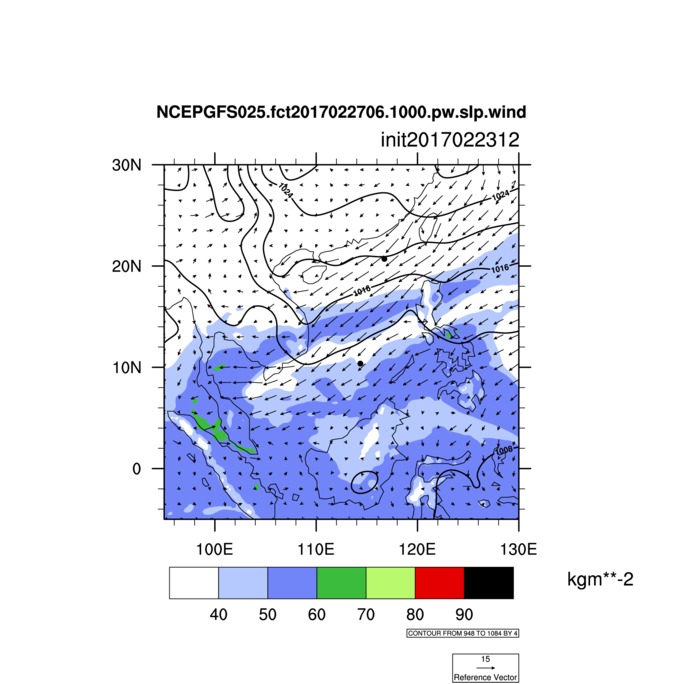 NCEPGFS025.fct2017022706.1000.pw.slp.wind
init2017022312
30N
1024
1024
20N
1016
1016
10N
1008
0
100E 110E 120E 130E
kgm**-2
40 50 60 70 80 90
CONTOUR FROM 948 TO 1084 BY 4
15
Reference Vector